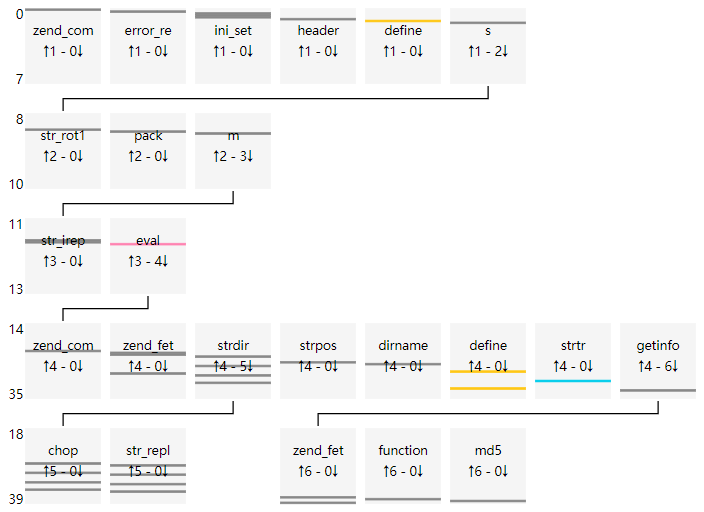 0
zend_com error_re ini_set header define s
↑1 - 0↓ ↑1 - 0↓ ↑1 - 0↓ ↑1 - 0↓ ↑1 - 0↓ ↑1 - 2↓
7
8
str_rot1 pack m
↑2 - 0↓ ↑2 - 0↓ ↑2 - 3↓
10
11
str_irep eval
↑3 - 0↓ ↑3 - 4↓
13
14
zend_com zend_fet strdir strpos dirname define strtr getinfo
↑4 - 0↓ ↑4 - 0↓ ↑4 - 5↓ ↑4 - 0↓ ↑4 - 0↓ ↑4 - 0↓ ↑4 - 0↓ ↑4 - 6↓
35
18
chop str_repl zend_fet function md5
↑5 - 0↓ ↑5 - 0↓ ↑6 - 0↓ ↑6 - 0↓ ↑6 - 0↓
39